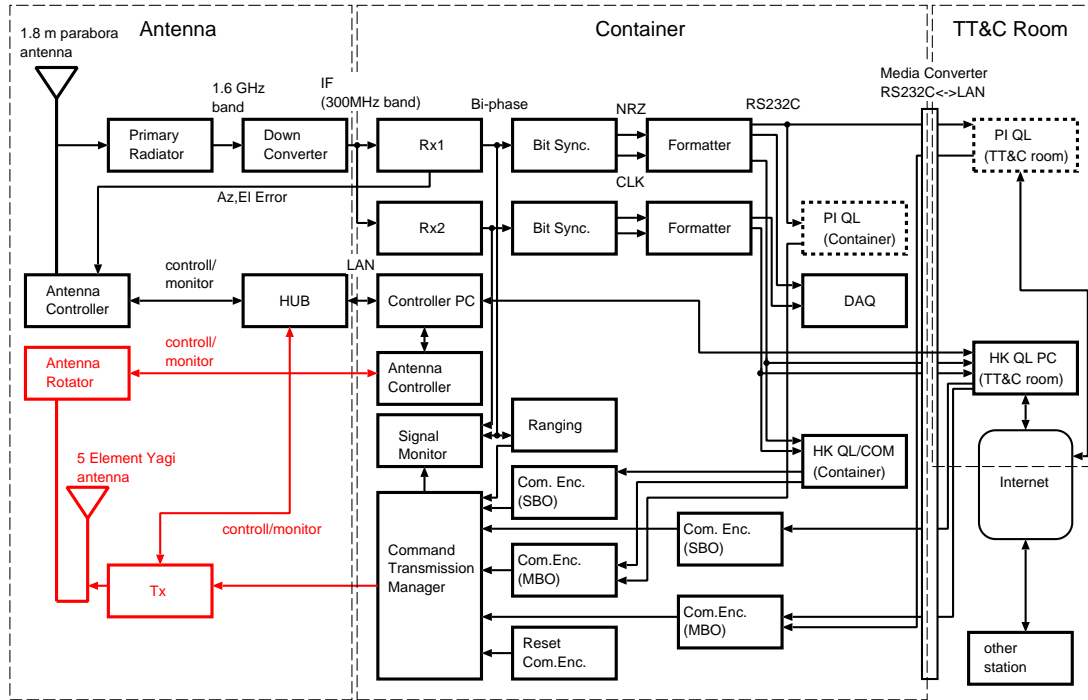 Antenna
Container
TT&C Room
1.8 m parabora
antenna
1.6 GHz
band
IF
(300MHz band)
Bi-phase
NRZ
RS232C
Media Converter
RS232C<->LAN
Primary
Radiator
Down
Converter
Rx1
Bit Sync.
Formatter
PI QL
(TT&C room)
CLK
Az,El Error
Rx2
Bit Sync.
Formatter
PI QL
(Container)
controll/
monitor
LAN
Antenna
Controller
HUB
Controller PC
DAQ
controll/
monitor
Antenna
Rotator
Antenna
Controller
HK QL PC
(TT&C room)
Signal
Monitor
Ranging
HK QL/COM
(Container)
5 Element Yagi
antenna
Com. Enc.
(SBO)
Internet
controll/monitor
Com. Enc.
(SBO)
Command
Transmission
Manager
Com.Enc.
(MBO)
Tx
Com.Enc.
(MBO)
Reset
Com.Enc.
other
station